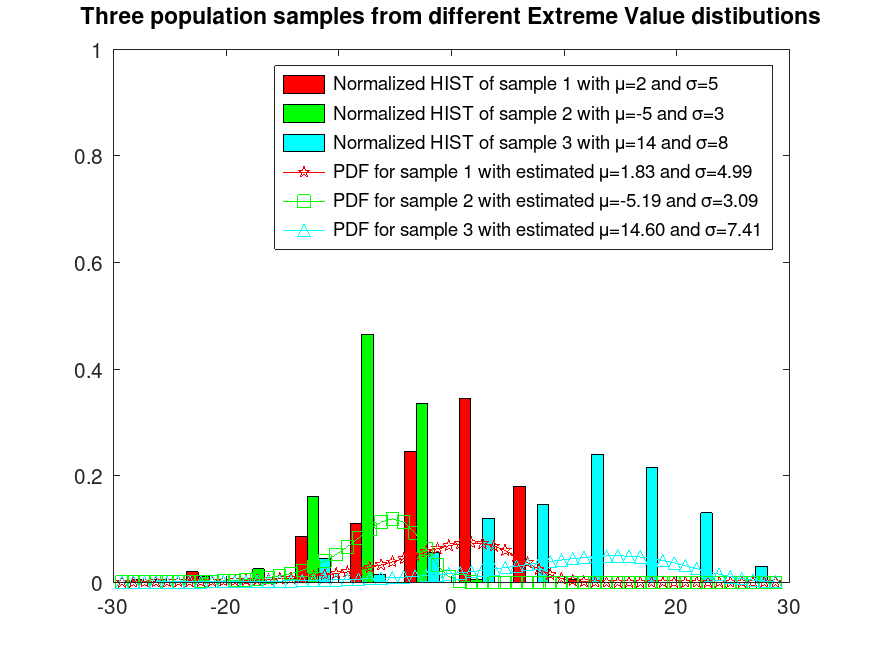 Three population samples from different Extreme Value distibutions
1
Normalized HIST of sample 1 with μ=2 and σ=5
Normalized HIST of sample 2 with μ=-5 and σ=3
Normalized HIST of sample 3 with μ=14 and σ=8
PDF for sample 1 with estimated μ=1.83 and σ=4.99
PDF for sample 2 with estimated μ=-5.19 and σ=3.09
PDF for sample 3 with estimated μ=14.60 and σ=7.41
0.8
0.6
0.4
0.2
0
-30 -20 -10 0 10 20 30